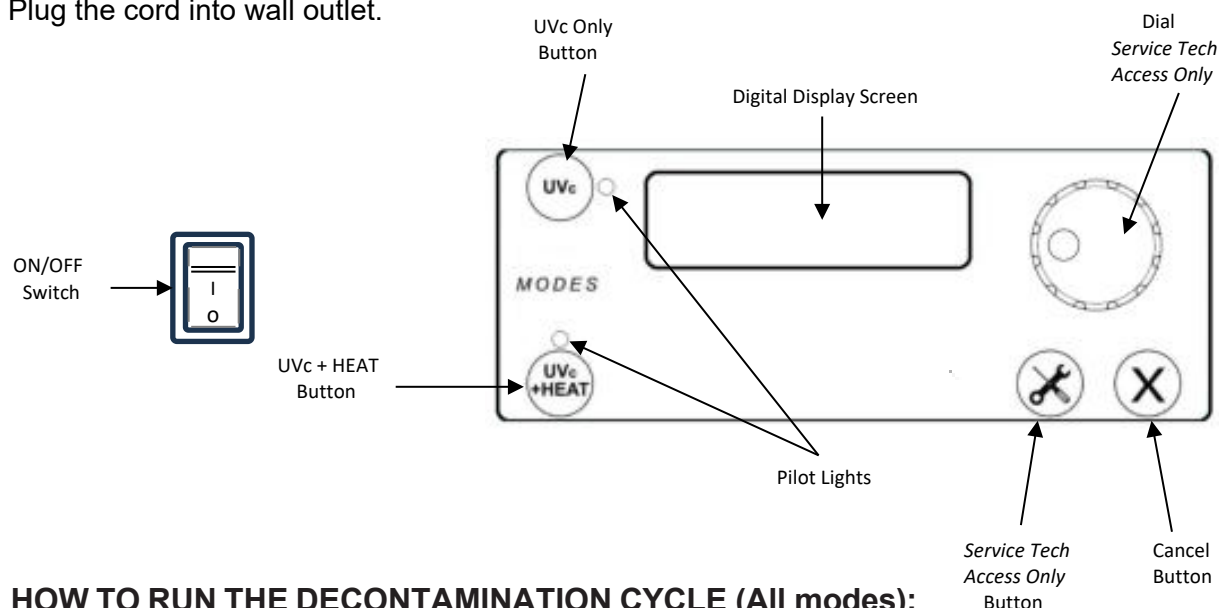 Plug the cord into wall outlet.
UVc Only
Button
Dial
Service Tech
Access Only
Digital Display Screen
UVc
MODES
ON/OFF
Switch
I
O
UVc + HEAT
Button
UVc
+HEAT
X
Pilot Lights
Service Tech
Access Only
Button
Cancel
Button
HOW TO RUN THE DECONTAMINATION CYCLE (All modes):